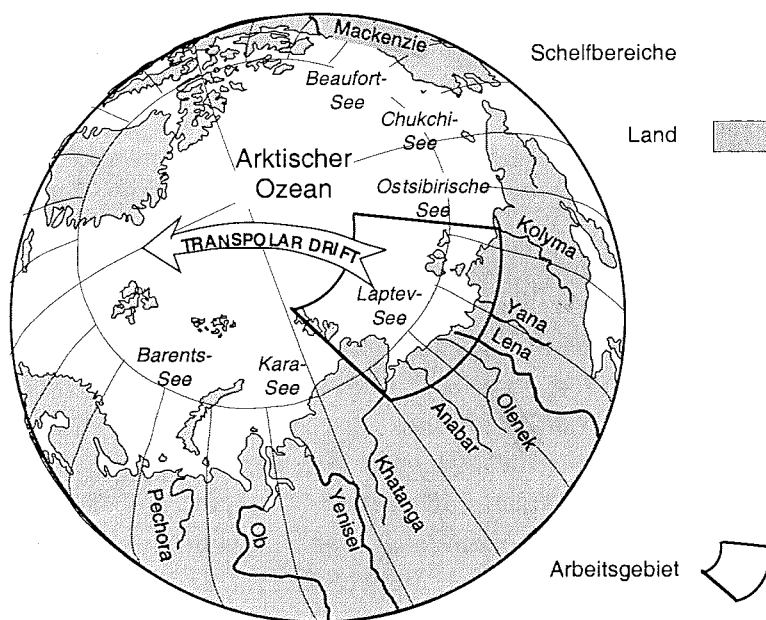 Mackenzie
Schelfbereiche
Beaufort-
See
Chukchi-
See
Land
Arktischer
Ozean
Ostsibirische
See
Kolyma
TRANSPOLAR DRIFT
Laptev-
See
Yana
Lena
Barents-
See
Kara-
See
Olenek
Anabar
Khatanga
Pechora
Ob
Yenisei
Arbeitsgebiet